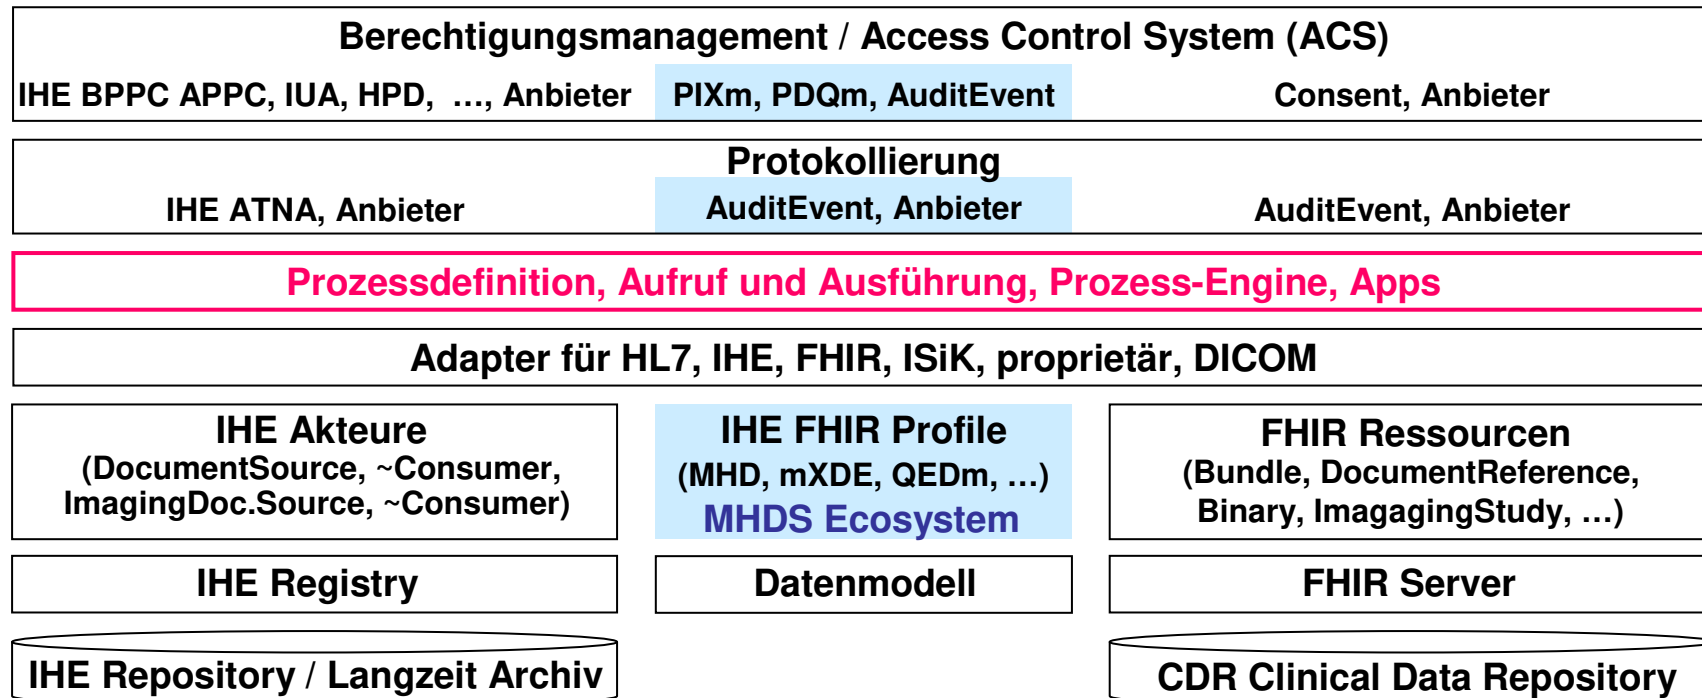 Berechtigungsmanagement / Access Control System (ACS)
IHE BPPC APPC, IUA, HPD, …, Anbieter PIXm, PDQm, AuditEvent Consent, Anbieter
Protokollierung
IHE ATNA, Anbieter AuditEvent, Anbieter AuditEvent, Anbieter
Prozessdefinition, Aufruf und Ausführung, Prozess-Engine, Apps
Adapter für HL7, IHE, FHIR, ISiK, proprietär, DICOM
IHE Akteure
(DocumentSource, ~Consumer,
ImagingDoc.Source, ~Consumer)
IHE FHIR Profile
(MHD, mXDE, QEDm, …)
MHDS Ecosystem
FHIR Ressourcen
(Bundle, DocumentReference,
Binary, ImagagingStudy, …)
IHE Registry
Datenmodell
FHIR Server
IHE Repository / Langzeit Archiv
CDR Clinical Data Repository